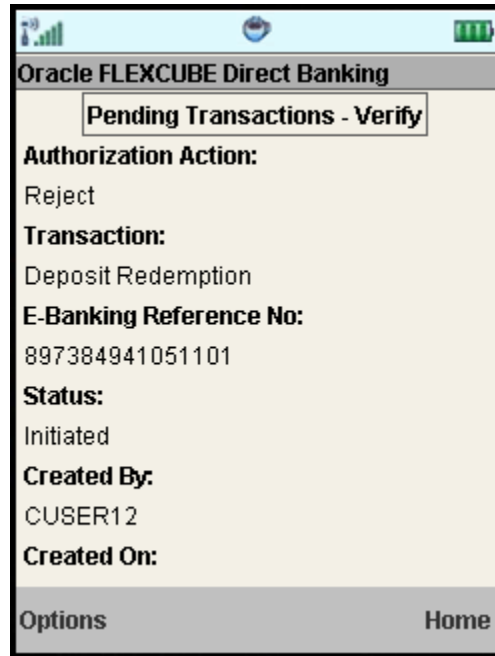 Oracle FLEXCUBE Direct Banking
Pending Transactions - Verify
Authorization Action:
Reject
Transaction:
Deposit Redemption
E-Banking Reference No:
897384941051101
Status:
Initiated
Created By:
CUSER12
Created On:
Options Home